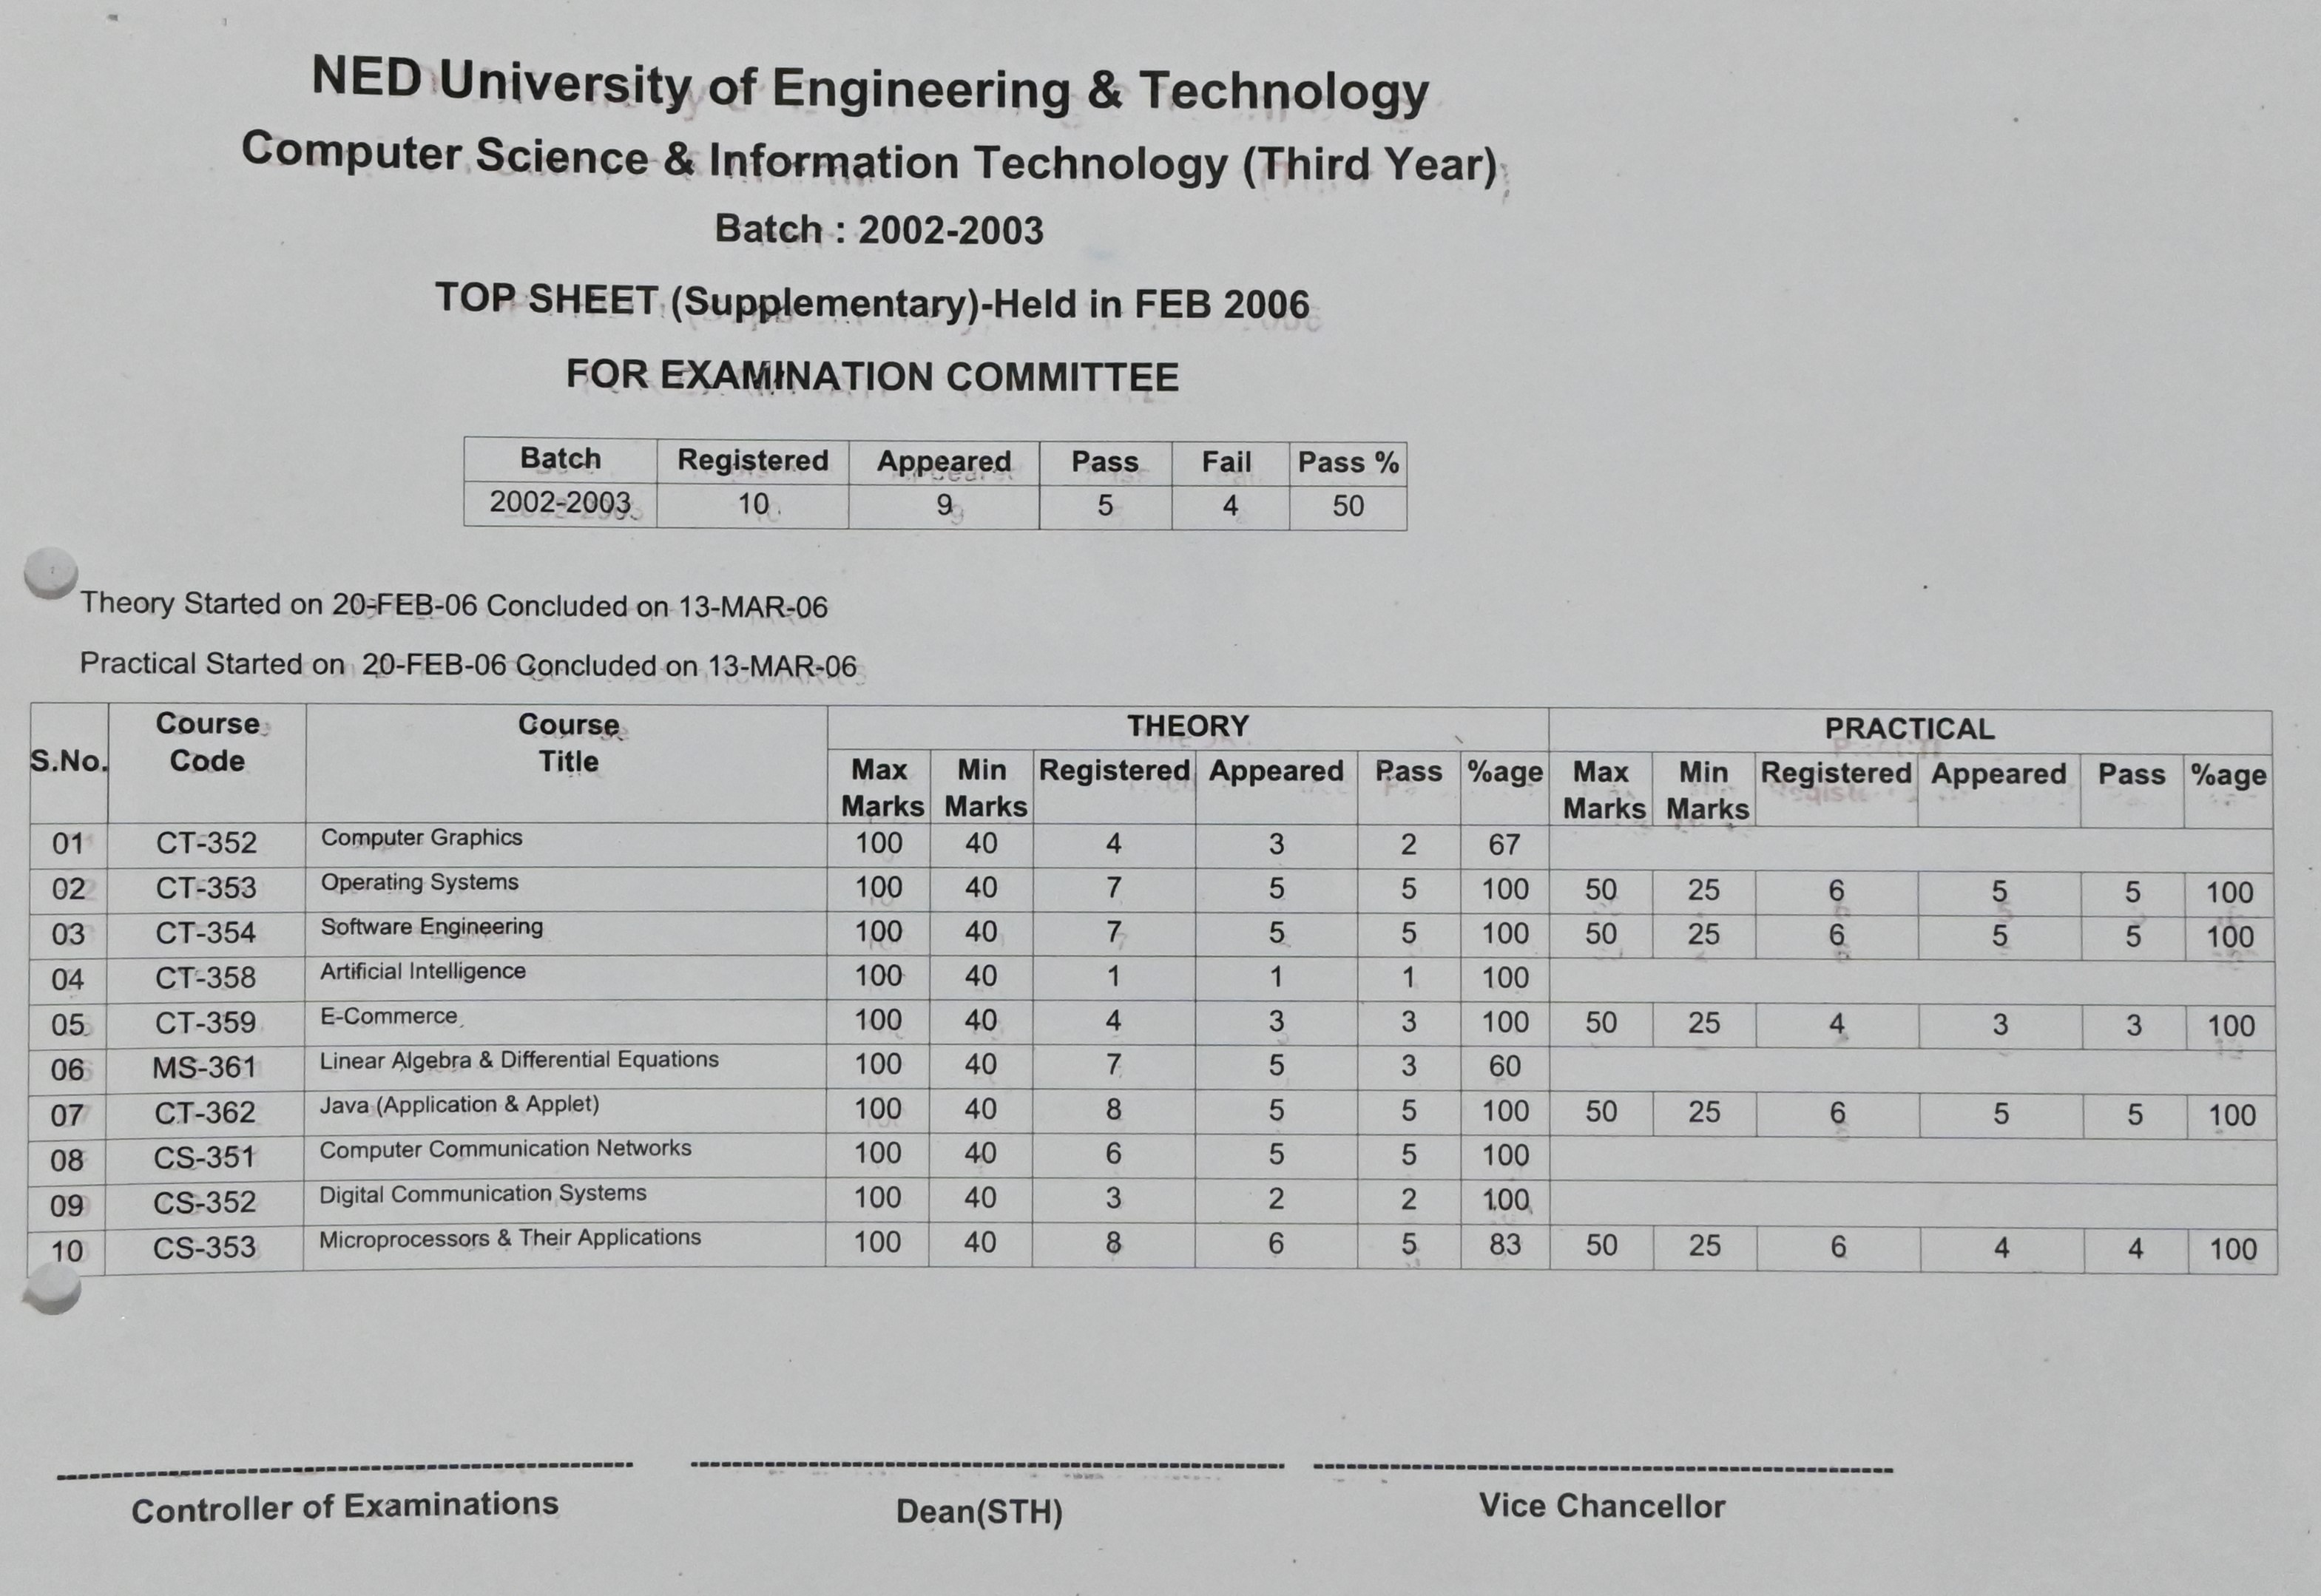 NED University of Engineering & Technology
Computer Science & Information Technology (Third Year)
Batch : 2002-2003
TOP SHEET (Supplementary)-Held in FEB 2006
FOR EXAMINATION COMMITTEE
Batch Registered Appeared Pass Fail Pass %
2002-2003 10 9 5 4 50
Theory Started on 20-FEB-06 Concluded on 13-MAR-06
Practical Started on 20-FEB-06 Concluded on 13-MAR-06
S.No. Course Code Course Title THEORY PRACTICAL
Max Marks Min Marks Registered Appeared Pass %age Max Marks Min Marks Registered Appeared Pass %age
01 CT-352 Computer Graphics 100 40 4 3 2 67
02 CT-353 Operating Systems 100 40 7 5 5 100 50 25 6 5 5 100
03 CT-354 Software Engineering 100 40 7 5 5 100 50 25 6 5 5 100
04 CT-358 Artificial Intelligence 100 40 1 1 1 100
05 CT-359 E-Commerce 100 40 4 3 3 100 50 25 4 3 3 100
06 MS-361 Linear Algebra & Differential Equations 100 40 7 5 3 60
07 CT-362 Java (Application & Applet) 100 40 8 5 5 100 50 25 6 5 5 100
08 CS-351 Computer Communication Networks 100 40 6 5 5 100
09 CS-352 Digital Communication Systems 100 40 3 2 2 100
10 CS-353 Microprocessors & Their Applications 100 40 8 6 5 83 50 25 6 4 4 100
Controller of Examinations Dean(STH) Vice Chancellor